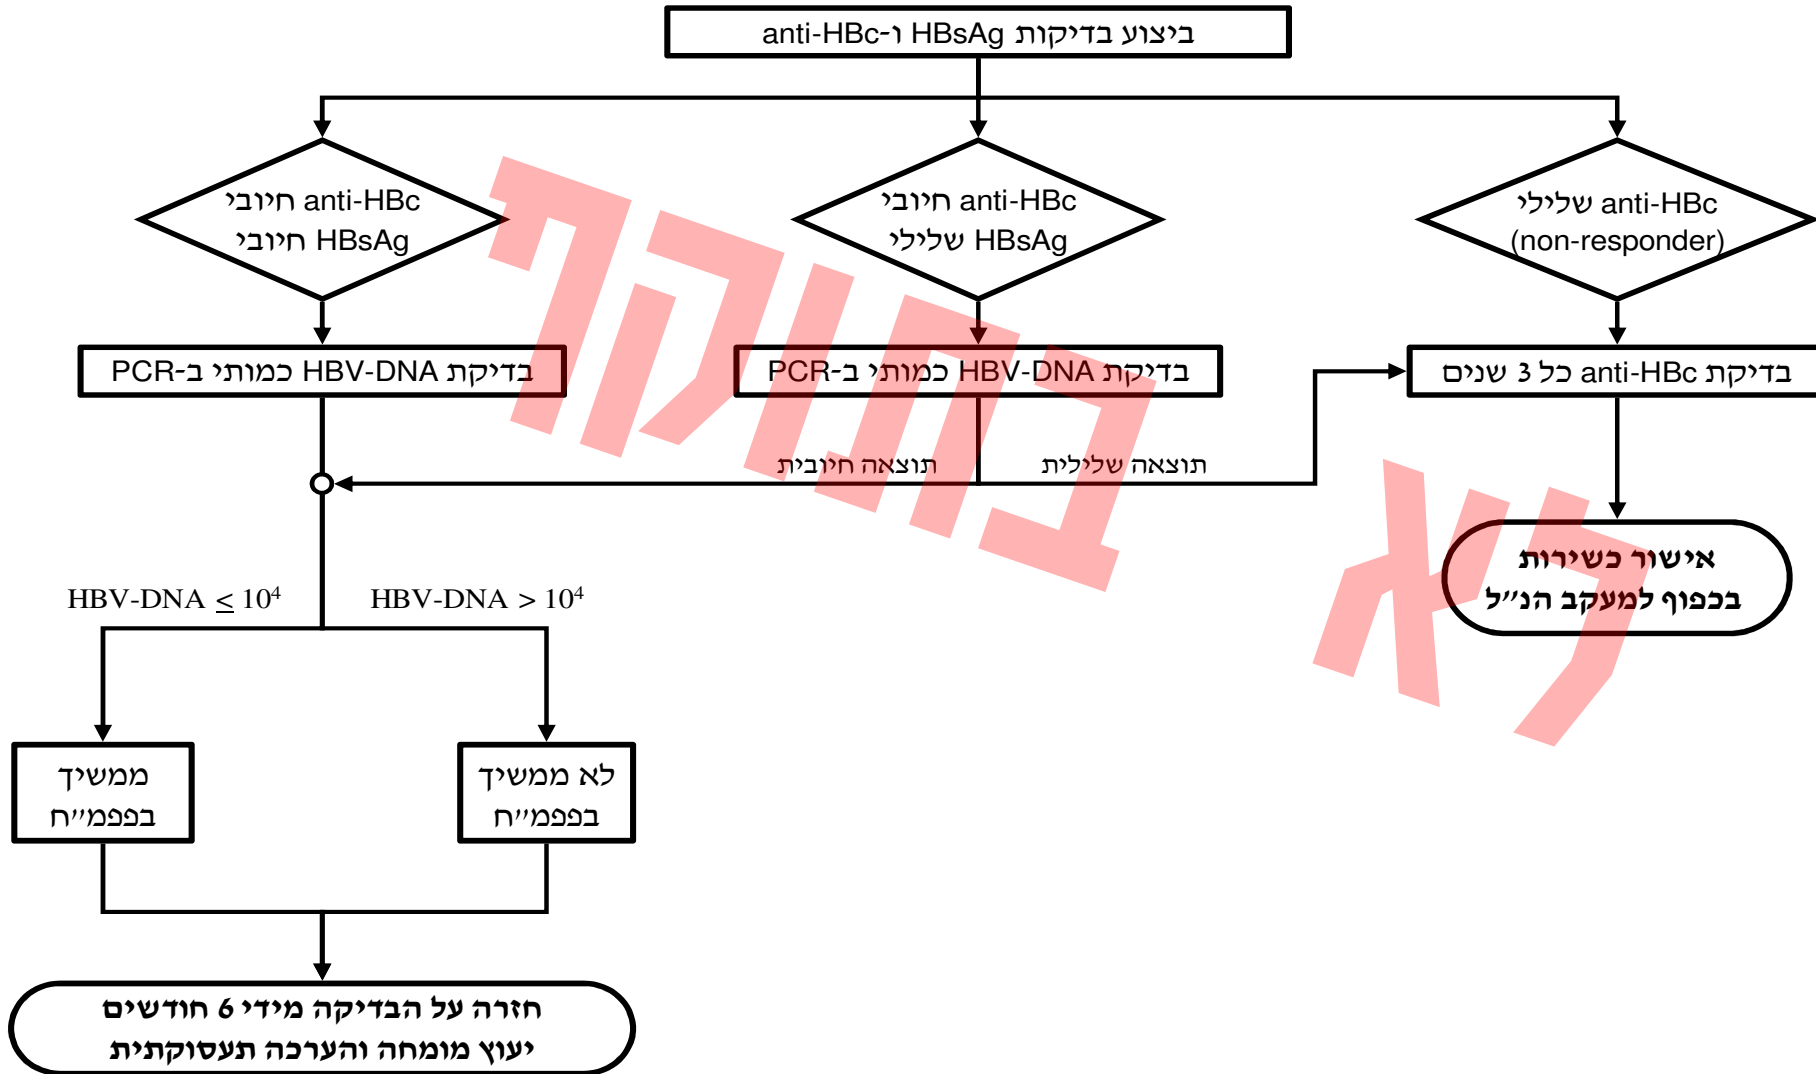 ביצוע בדיקות HBsAg ו-anti-HBc
anti-HBc שלילי
(non-responder)
anti-HBc חיובי
HBsAg שלילי
anti-HBc חיובי
HBsAg חיובי
בדיקת anti-HBc כל 3 שנים
בדיקת HBV-DNA כמותי ב-PCR
בדיקת HBV-DNA כמותי ב-PCR
תוצאה שלילית
תוצאה חיובית
אישור כשירות
בכפוף למעקב הנ״ל
HBV-DNA > 10⁴
HBV-DNA ≤ 10⁴
לא ממשיך
בפפמ״ח
ממשיך
בפפמ״ח
חזרה על הבדיקה מידי 6 חודשים
יעוץ מומחה והערכה תעסוקתית
לא בתוקף